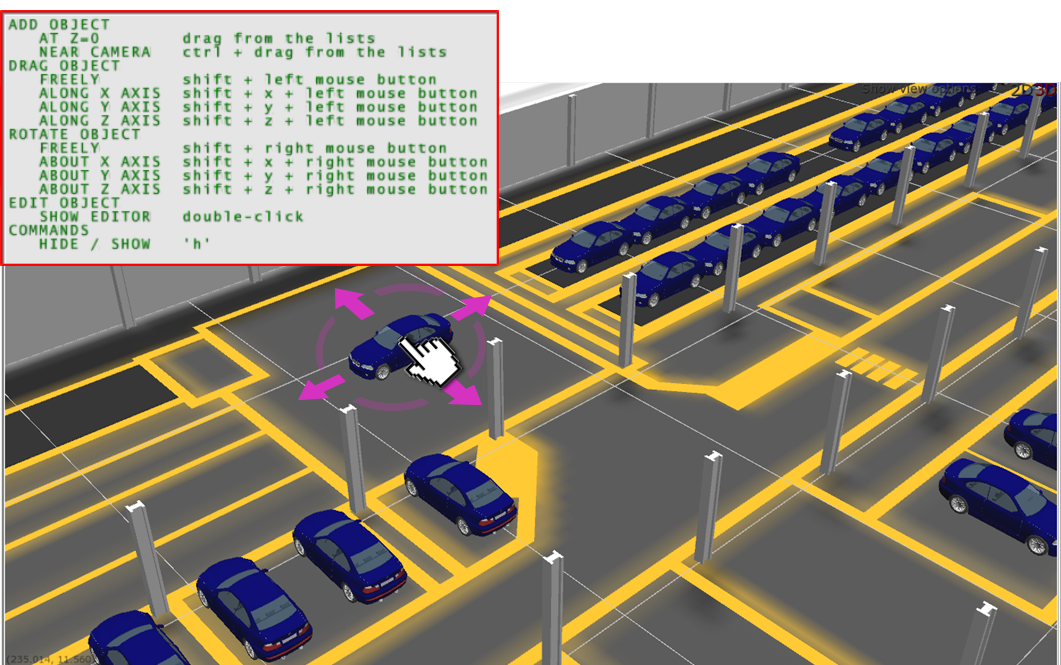 ADD OBJECT
AT Z=0 drag from the lists
NEAR CAMERA ctrl + drag from the lists
DRAG OBJECT
FREELY shift + left mouse button
ALONG X AXIS shift + x + left mouse button
ALONG Y AXIS shift + y + left mouse button
ALONG Z AXIS shift + z + left mouse button
ROTATE OBJECT
FREELY shift + right mouse button
ABOUT X AXIS shift + x + right mouse button
ABOUT Y AXIS shift + y + right mouse button
ABOUT Z AXIS shift + z + right mouse button
EDIT OBJECT
SHOW EDITOR double-click
COMMANDS
HIDE / SHOW 'h'
Show view options 2D 3D
(235.014, 11.560)